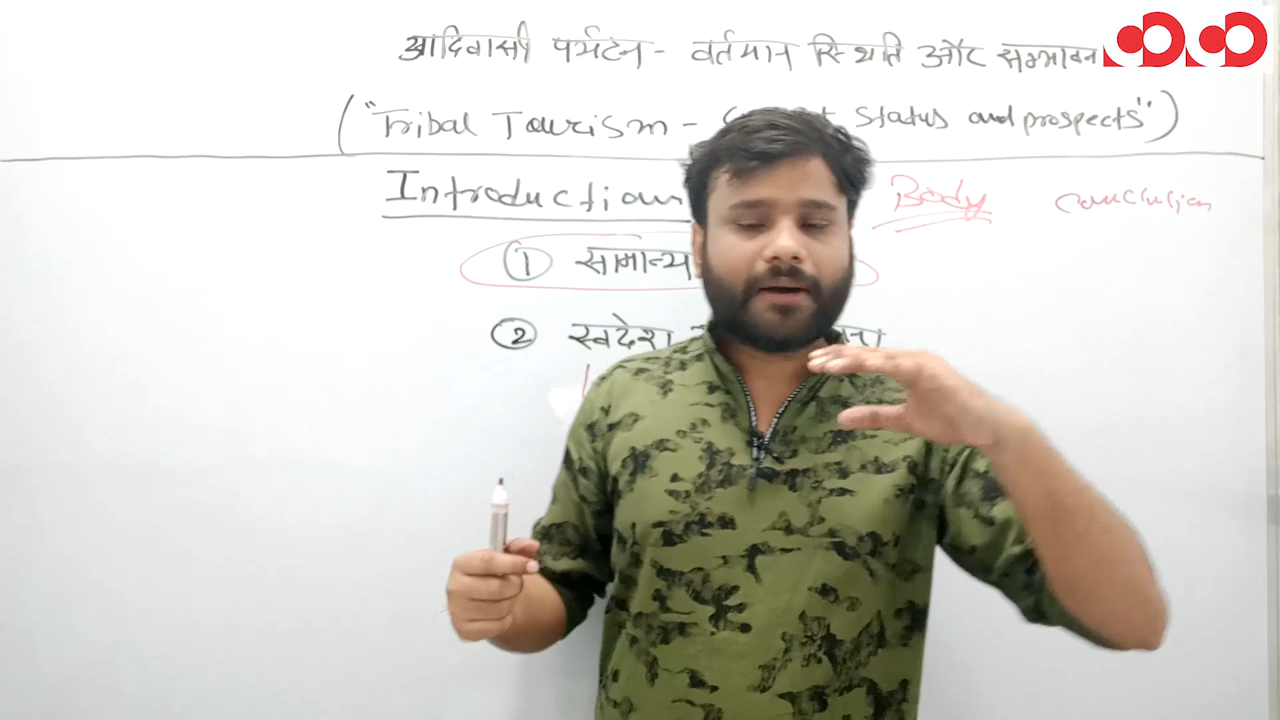 आदिवासी पर्यटन - वर्तमान स्थिति और सम्भावन
("Tribal Tourism - Status and prospects")
Introduction Body conclusion
① सामान्य
② स्वदेश